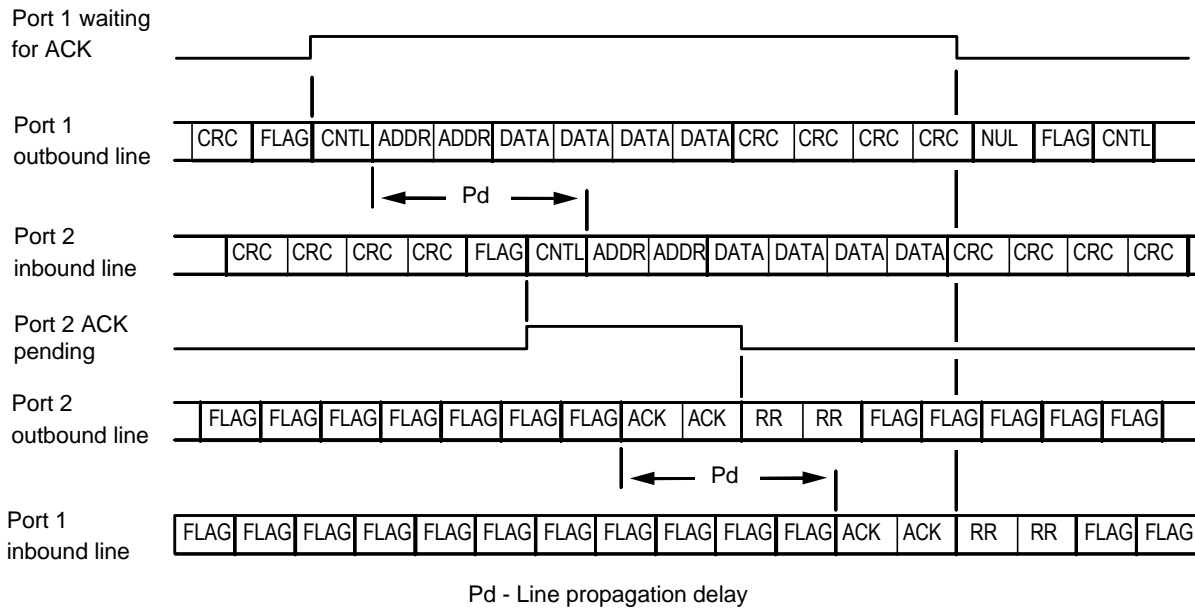 Port 1 waiting
for ACK
Port 1
outbound line
CRC FLAG CNTL ADDR ADDR DATA DATA DATA DATA CRC CRC CRC CRC NUL FLAG CNTL
Pd
Port 2
inbound line
CRC CRC CRC CRC FLAG CNTL ADDR ADDR DATA DATA DATA DATA CRC CRC CRC CRC
Port 2 ACK
pending
Port 2
outbound line
FLAG FLAG FLAG FLAG FLAG FLAG FLAG ACK ACK RR RR FLAG FLAG FLAG FLAG FLAG
Pd
Port 1
inbound line
FLAG FLAG FLAG FLAG FLAG FLAG FLAG FLAG FLAG FLAG FLAG ACK ACK RR RR FLAG FLAG
Pd - Line propagation delay